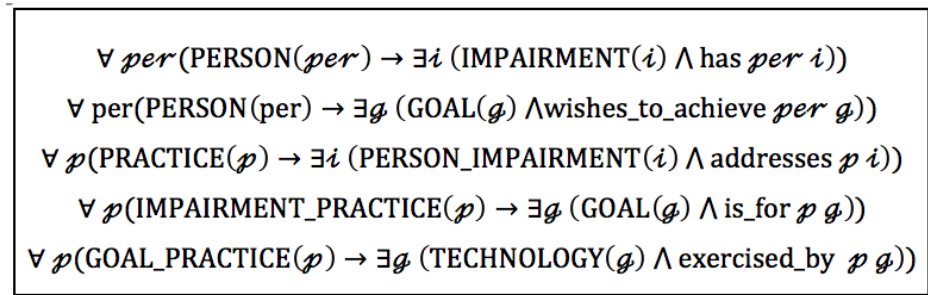 ∀ 𝓅ℯ𝓇(PERSON(𝓅ℯ𝓇) → ∃𝒾 (IMPAIRMENT(𝒾) ⋀ has 𝓅ℯ𝓇 𝒾))
∀ per(PERSON(per) → ∃ℊ (GOAL(ℊ) ⋀wishes_to_achieve 𝓅ℯ𝓇 ℊ))
∀ 𝓅(PRACTICE(𝓅) → ∃𝒾 (PERSON_IMPAIRMENT(𝒾) ⋀ addresses 𝓅 𝒾))
∀ 𝓅(IMPAIRMENT_PRACTICE(𝓅) → ∃ℊ (GOAL(ℊ) ⋀ is_for 𝓅 ℊ))
∀ 𝓅(GOAL_PRACTICE(𝓅) → ∃ℊ (TECHNOLOGY(ℊ) ⋀ exercised_by 𝓅 ℊ))